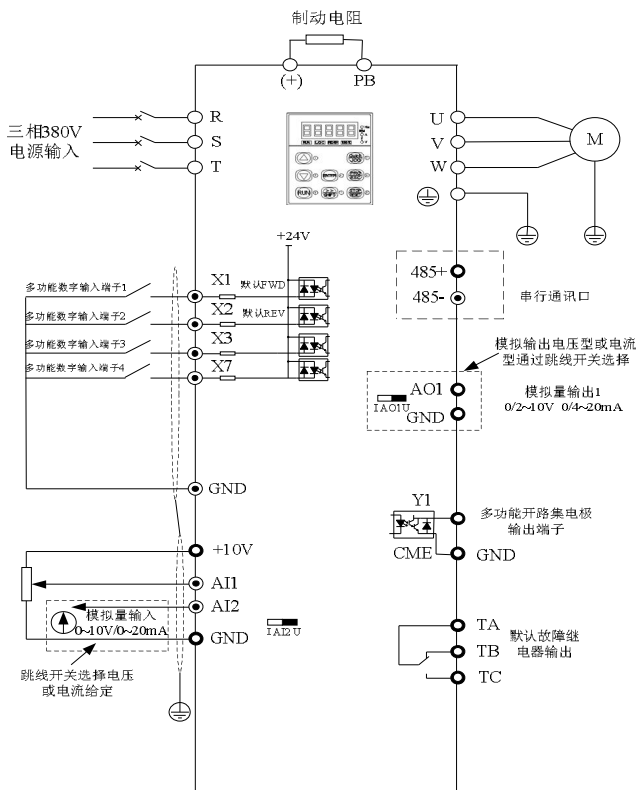 制动电阻
(+)
PB
R
三相380V
电源输入
S
T
U
V
W
M
+24V
多功能数字输入端子1
X1
默认FWD
多功能数字输入端子2
X2
默认REV
多功能数字输入端子3
X3
多功能数字输入端子4
X7
GND
485+
485-
串行通讯口
模拟输出电压型或电流
型通过跳线开关选择
AO1
I AO1 U
GND
模拟量输出1
0/2~10V 0/4~20mA
Y1
多功能开路集电极
输出端子
CME
GND
+10V
AI1
AI2
模拟量输入
0~10V/0~20mA
I AI2 U
GND
跳线开关选择电压
或电流给定
TA
TB
TC
默认故障继
电器输出
RUN